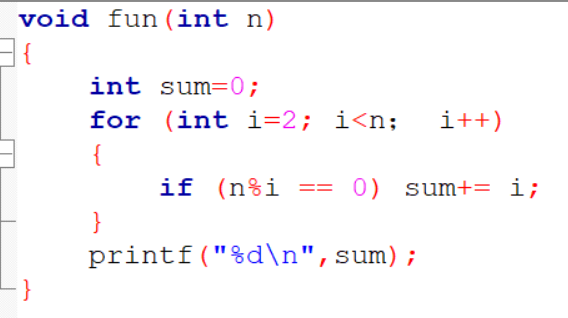 void fun(int n)
{
int sum=0;
for (int i=2; i<n； i++)
{
if (n%i == 0) sum+= i;
}
printf("%d\n",sum);
}